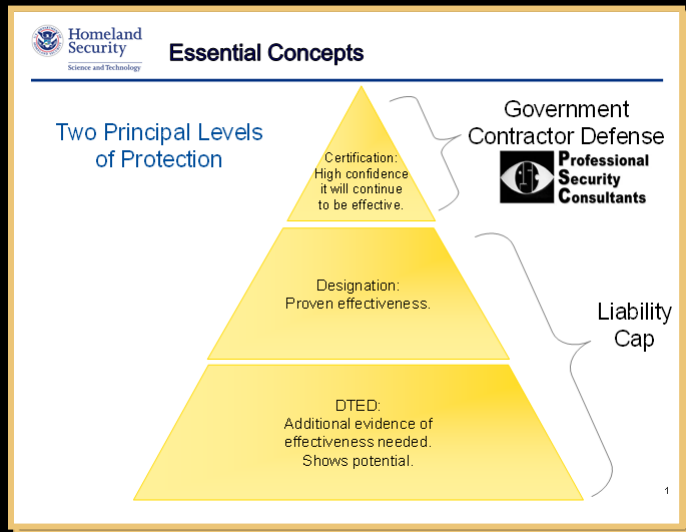 Homeland
Security
Science and Technology
Essential Concepts
Two Principal Levels
of Protection
Certification:
High confidence
it will continue
to be effective.
Government
Contractor Defense
Professional
Security
Consultants
Designation:
Proven effectiveness.
Liability
Cap
DTED:
Additional evidence of
effectiveness needed.
Shows potential.
1